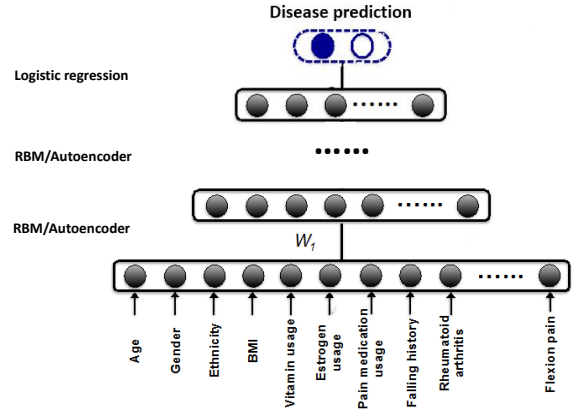 Disease prediction
Logistic regression
......
RBM/Autoencoder
......
RBM/Autoencoder
......
W1
......
Age
Gender
Ethnicity
BMI
Vitamin usage
Estrogen
usage
Pain medication
usage
Falling history
Rheumatoid
arthritis
Flexion pain